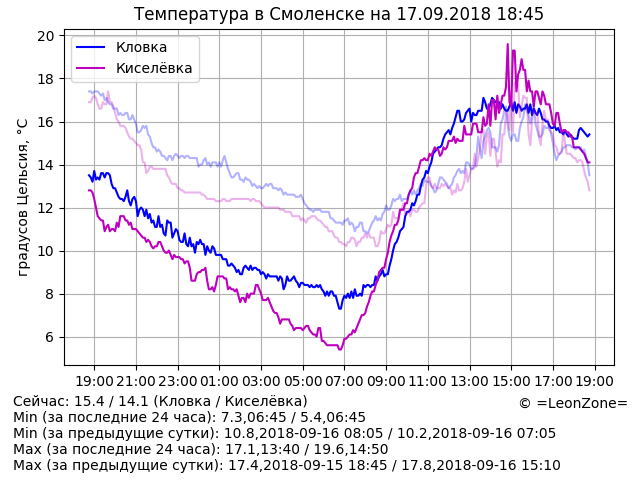 Температура в Смоленске на 17.09.2018 18:45
Кловка
Киселёвка
градусов Цельсия, °C
20
18
16
14
12
10
8
6
19:00 21:00 23:00 01:00 03:00 05:00 07:00 09:00 11:00 13:00 15:00 17:00 19:00
Сейчас: 15.4 / 14.1 (Кловка / Киселёвка)
© =LeonZone=
Min (за последние 24 часа): 7.3,06:45 / 5.4,06:45
Min (за предыдущие сутки): 10.8,2018-09-16 08:05 / 10.2,2018-09-16 07:05
Max (за последние 24 часа): 17.1,13:40 / 19.6,14:50
Max (за предыдущие сутки): 17.4,2018-09-15 18:45 / 17.8,2018-09-16 15:10